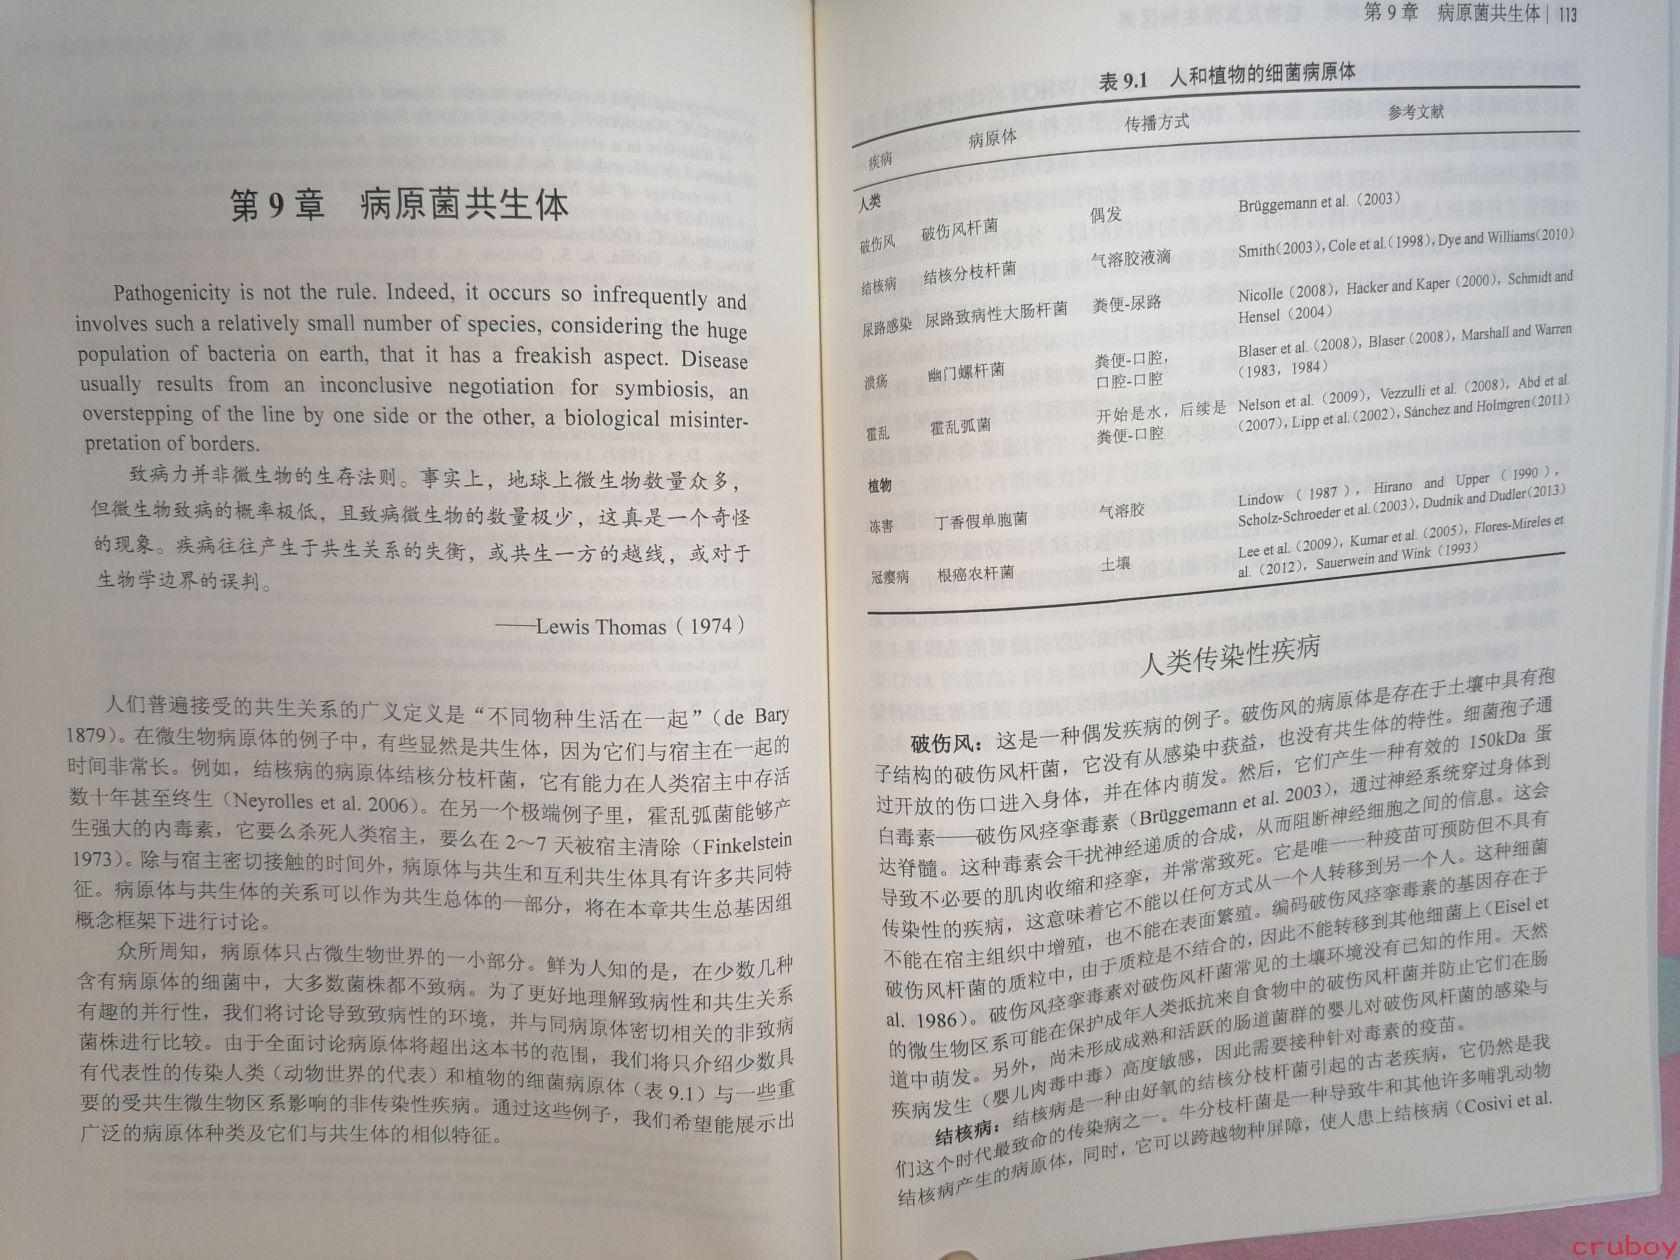 第 9 章　病原菌共生体
Pathogenicity is not the rule. Indeed, it occurs so infrequently and
involves such a relatively small number of species, considering the huge
population of bacteria on earth, that it has a freakish aspect. Disease
usually results from an inconclusive negotiation for symbiosis, an
overstepping of the line by one side or the other, a biological misinter-
pretation of borders.
致病力并非微生物的生存法则。事实上，地球上微生物数量众多，
但微生物致病的概率极低，且致病微生物的数量极少，这真是一个奇怪
的现象。疾病往往产生于共生关系的失衡，或共生一方的越线，或对于
生物学边界的误判。
——Lewis Thomas（1974）
人们普遍接受的共生关系的广义定义是“不同物种生活在一起”（de Bary
1879）。在微生物病原体的例子中，有些显然是共生体，因为它们与宿主在一起的
时间非常长。例如，结核病的病原体结核分枝杆菌，它有能力在人类宿主中存活
数十年甚至终生（Neyrolles et al. 2006）。在另一个极端例子里，霍乱弧菌能够产
生强大的内毒素，它要么杀死人类宿主，要么在 2～7 天被宿主清除（Finkelstein
1973）。除与宿主密切接触的时间外，病原体与共生和互利共生体具有许多共同特
征。病原体与共生体的关系可以作为共生总体的一部分，将在本章共生总基因组
概念框架下进行讨论。
众所周知，病原体只占微生物世界的一小部分。鲜为人知的是，在少数几种
含有病原体的细菌中，大多数菌株都不致病。为了更好地理解致病性和共生关系
有趣的并行性，我们将讨论导致致病性的环境，并与同病原体密切相关的非致病
菌株进行比较。由于全面讨论病原体将超出这本书的范围，我们将只介绍少数具
有代表性的传染人类（动物世界的代表）和植物的细菌病原体（表 9.1）与一些重
要的受共生微生物区系影响的非传染性疾病。通过这些例子，我们希望能展示出
广泛的病原体种类及它们与共生体的相似特征。
第 9 章　病原菌共生体 | 113
表 9.1　人和植物的细菌病原体
疾病　病原体　传播方式　参考文献
人类
破伤风　破伤风杆菌　偶发　Brüggemann et al.（2003）
结核病　结核分枝杆菌　气溶胶液滴　Smith(2003)，Cole et al.(1998)，Dye and Williams(2010)
尿路感染　尿路致病性大肠杆菌　粪便-尿路　Nicolle（2008），Hacker and Kaper（2000），Schmidt and
Hensel（2004）
溃疡　幽门螺杆菌　粪便-口腔，　Blaser et al.（2008），Blaser（2008），Marshall and Warren
口腔-口腔　（1983，1984）
霍乱　霍乱弧菌　开始是水，后续是　Nelson et al.（2009），Vezzulli et al.（2008），Abd et al.
粪便-口腔　（2007），Lipp et al.（2002），Sánchez and Holmgren（2011）
植物
冻害　丁香假单胞菌　气溶胶　Lindow（1987），Hirano and Upper（1990），
Scholz-Schroeder et al.（2003），Dudnik and Dudler（2013）
冠瘿病　根癌农杆菌　土壤　Lee et al.（2009），Kumar et al.（2005），Flores-Mireles et
al.（2012），Sauerwein and Wink（1993）
人类传染性疾病
破伤风：这是一种偶发疾病的例子。破伤风的病原体是存在于土壤中具有孢
子结构的破伤风杆菌，它没有从感染中获益，也没有共生体的特性。细菌孢子通
过开放的伤口进入身体，并在体内萌发。然后，它们产生一种有效的 150kDa 蛋
白毒素——破伤风痉挛毒素（Brüggemann et al. 2003），通过神经系统穿过身体到
达脊髓。这种毒素会干扰神经递质的合成，从而阻断神经细胞之间的信息。这会
导致不必要的肌肉收缩和痉挛，并常常致死。它是唯一一种疫苗可预防但不具有
传染性的疾病，这意味着它不能以任何方式从一个人转移到另一个人。这种细菌
不能在宿主组织中增殖，也不能在表面繁殖。编码破伤风痉挛毒素的基因存在于
破伤风杆菌的质粒中，由于质粒是不结合的，因此不能转移到其他细菌上（Eisel et
al. 1986）。破伤风痉挛毒素对破伤风杆菌常见的土壤环境没有已知的作用。天然
的微生物区系可能在保护成年人类抵抗来自食物中的破伤风杆菌并防止它们在肠
道中萌发。另外，尚未形成成熟和活跃的肠道菌群的婴儿对破伤风杆菌的感染与
疾病发生（婴儿肉毒中毒）高度敏感，因此需要接种针对毒素的疫苗。
结核病：结核病是一种由好氧的结核分枝杆菌引起的古老疾病，它仍然是我
们这个时代最致命的传染病之一。牛分枝杆菌是一种导致牛和其他许多哺乳动物
结核病产生的病原体，同时，它可以跨越物种屏障，使人患上结核病（Cosivi et al.
cruboy